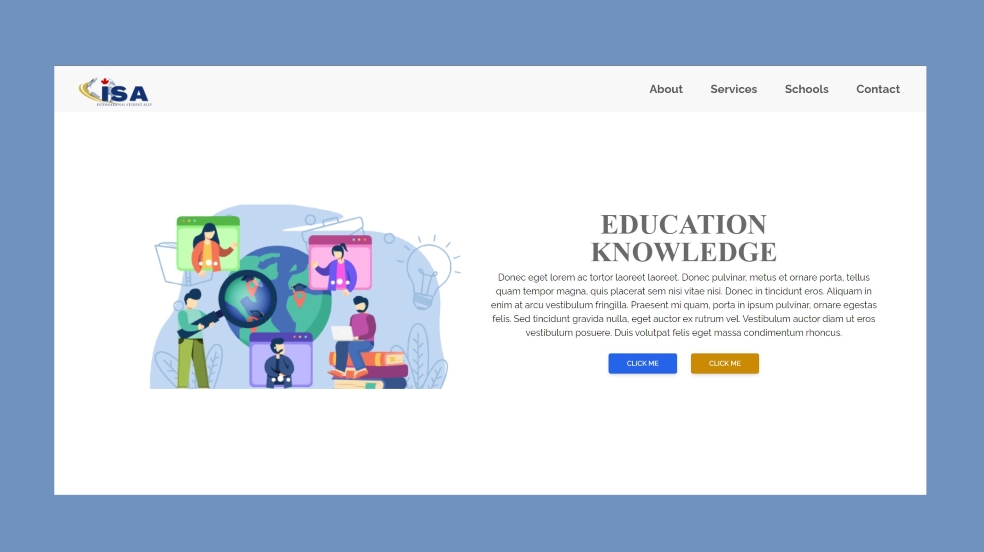 ISA
INTERNATIONAL STUDENT ALLY
About Services Schools Contact
EDUCATION
KNOWLEDGE
Donec eget lorem ac tortor laoreet laoreet. Donec pulvinar, metus et ornare porta, tellus
quam tempor magna, quis placerat sem nisi vitae nisi. Donec in tincidunt eros. Aliquam in
enim at arcu vestibulum fringilla. Praesent mi quam, porta in ipsum pulvinar, ornare egestas
felis. Sed tincidunt gravida nulla, eget auctor ex rutrum vel. Vestibulum auctor diam ut eros
vestibulum posuere. Duis volutpat felis eget massa condimentum rhoncus.
CLICK ME CLICK ME